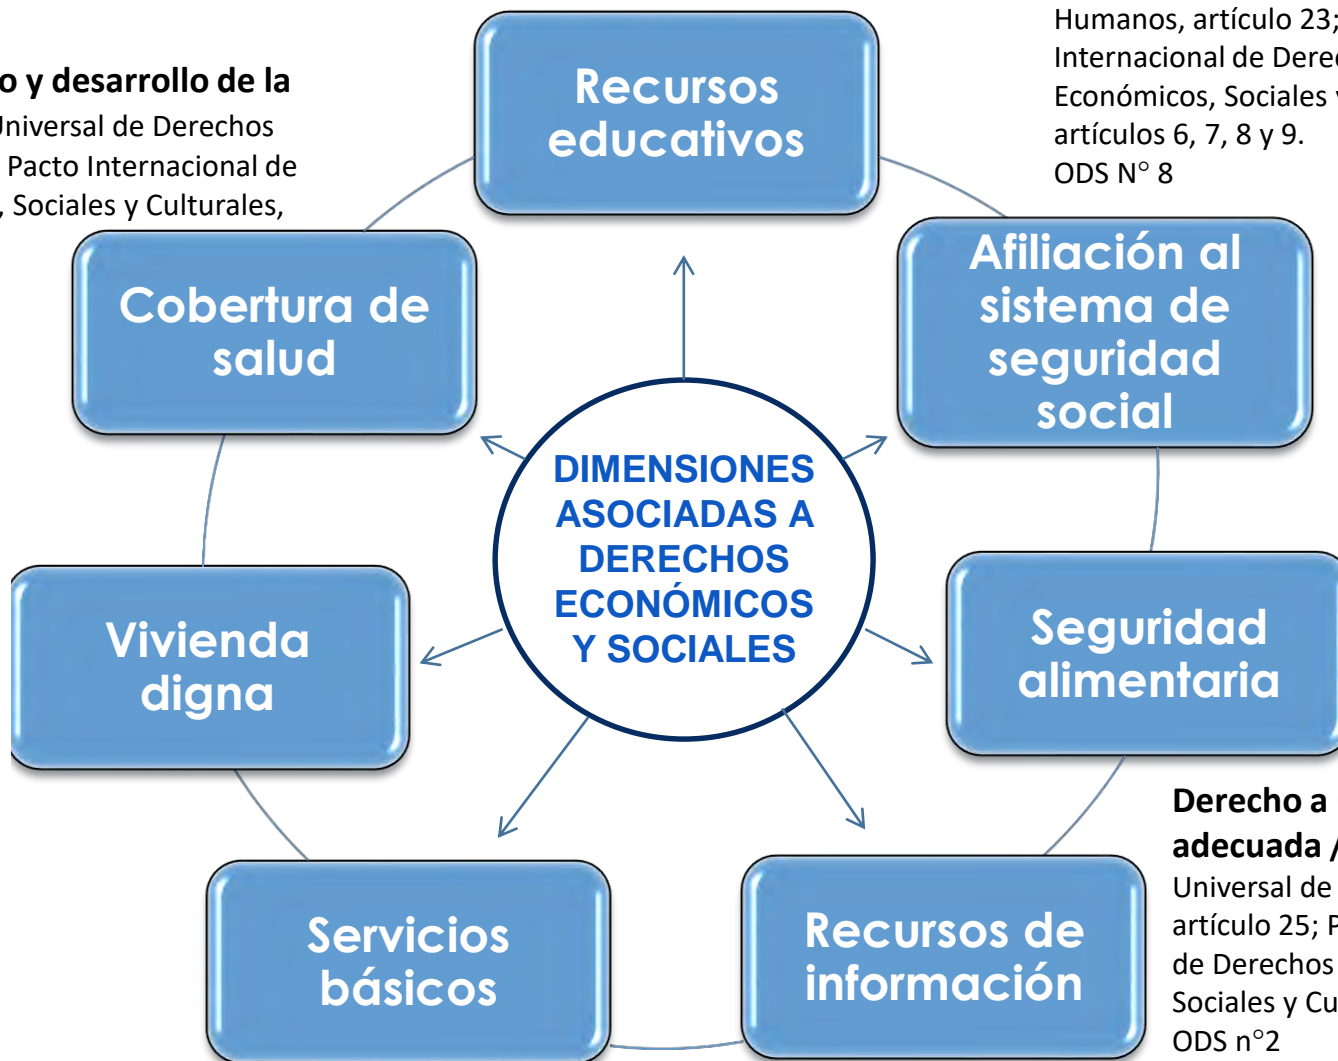 Humanos, artículo 23;
Internacional de Derec
Económicos, Sociales y
artículos 6, 7, 8 y 9.
ODS N° 8
o y desarrollo de la
Universal de Derechos
Pacto Internacional de
, Sociales y Culturales,
Recursos
educativos
Cobertura de
salud
Afiliación al
sistema de
seguridad
social
DIMENSIONES
ASOCIADAS A
DERECHOS
ECONÓMICOS
Y SOCIALES
Vivienda
digna
Seguridad
alimentaria
Servicios
básicos
Recursos de
información
Derecho a
adecuada /
Universal de
artículo 25; P
de Derechos
Sociales y Cu
ODS n°2